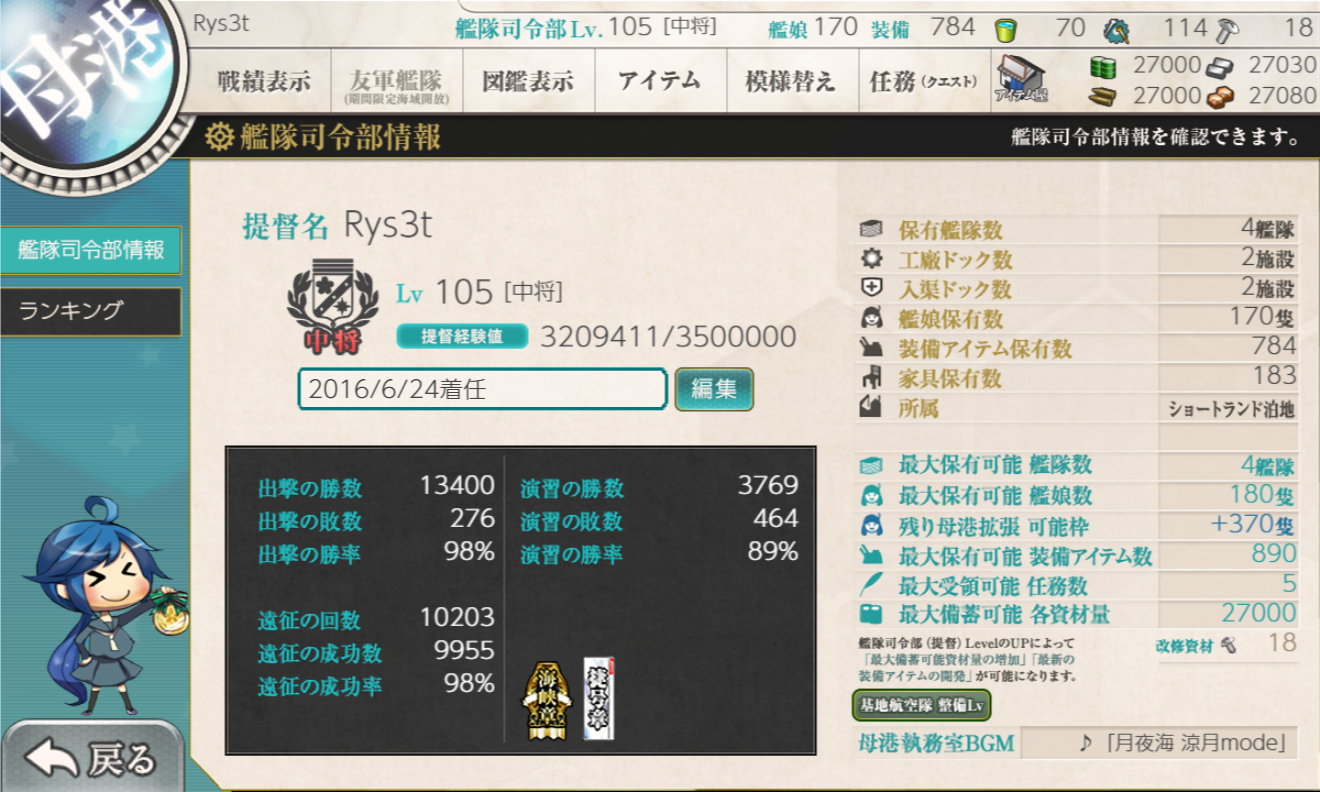 母港
Rys3t
艦隊司令部Lv. 105 [中将]
艦娘 170 装備 784 70 114 18
戦績表示
友軍艦隊
(期間限定海域開放)
図鑑表示
アイテム
模様替え
任務(クエスト)
アイテム屋
27000 27030
27000 27080
艦隊司令部情報
艦隊司令部情報を確認できます。
艦隊司令部情報
ランキング
提督名 Rys3t
中将
Lv 105 [中将]
提督経験値 3209411/3500000
2016/6/24着任
編集
出撃の勝数 13400
出撃の敗数 276
出撃の勝率 98%
演習の勝数 3769
演習の敗数 464
演習の勝率 89%
遠征の回数 10203
遠征の成功数 9955
遠征の成功率 98%
海峡章
捷号章
保有艦隊数 4艦隊
工廠ドック数 2施設
入渠ドック数 2施設
艦娘保有数 170隻
装備アイテム保有数 784
家具保有数 183
所属 ショートランド泊地
最大保有可能 艦隊数 4艦隊
最大保有可能 艦娘数 180隻
残り母港拡張 可能枠 +370隻
最大保有可能 装備アイテム数 890
最大受領可能 任務数 5
最大備蓄可能 各資材量 27000
艦隊司令部(提督)LevelのUPによって
「最大備蓄可能資材量の増加」「最新の
装備アイテムの開発」が可能になります。
改修資材 18
基地航空隊 整備Lv
母港執務室BGM ♪「月夜海 涼月mode」
戻る